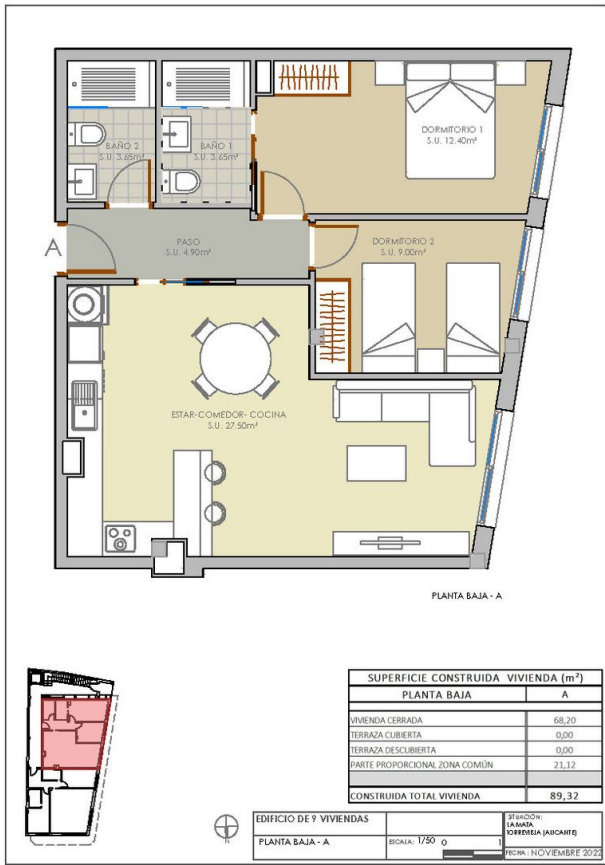 BAÑO 2
S.U. 3.65m²
BAÑO 1
S.U. 3.65m²
DORMITORIO 1
S.U. 12.40m²
A
PASO
S.U. 4.90m²
DORMITORIO 2
S.U. 9.00m²
ESTAR-COMEDOR- COCINA
S.U. 27.50m²
PLANTA BAJA - A
SUPERFICIE CONSTRUIDA VIVIENDA (m²)
PLANTA BAJA A
VIVIENDA CERRADA 68,20
TERRAZA CUBIERTA 0,00
TERRAZA DESCUBIERTA 0,00
PARTE PROPORCIONAL ZONA COMÚN 21,12
CONSTRUIDA TOTAL VIVIENDA 89,32
EDIFICIO DE 9 VIVIENDAS
PLANTA BAJA - A
ESCALA: 1/50 0 1
SITUACIÓN:
LA MATA
TORREVIEJA (ALICANTE)
FECHA: NOVIEMBRE 2022